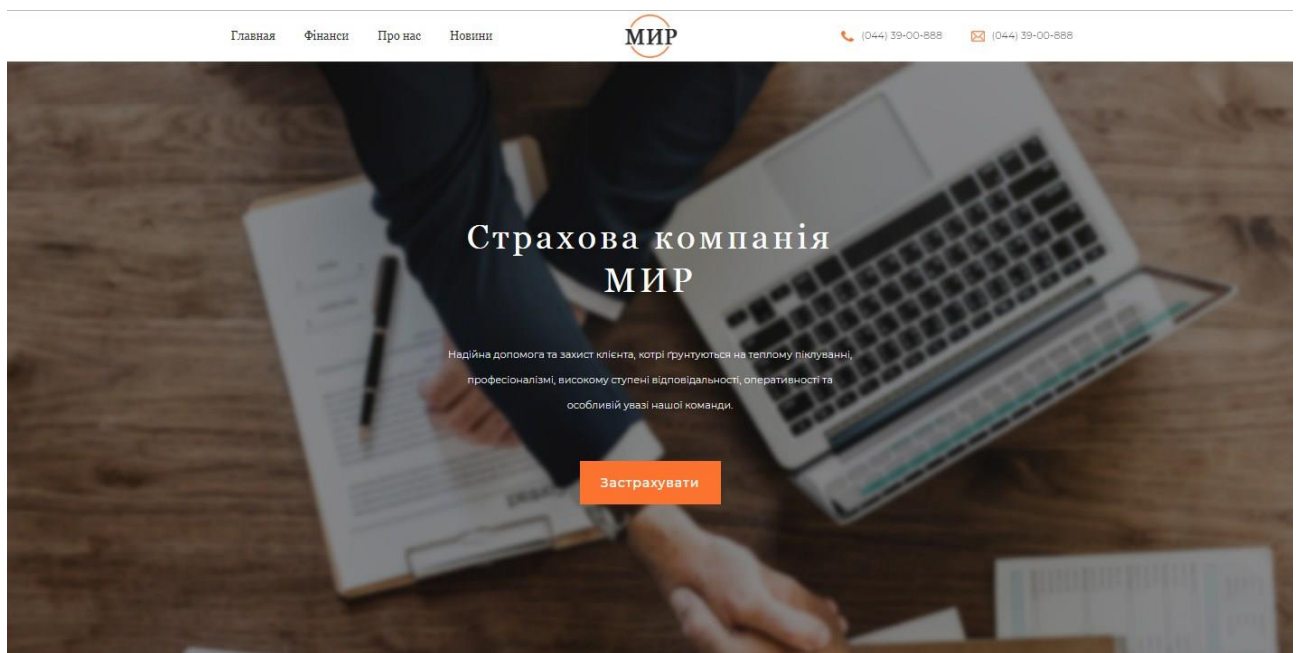 Главная Фінанси Про нас Новини МИР (044) 39-00-888 (044) 39-00-888
Страхова компанія
МИР
Надійна допомога та захист клієнта, котрі ґрунтуються на теплому піклуванні,
професіоналізмі, високому ступені відповідальності, оперативності та
особливій увазі нашої команди.
Застрахувати